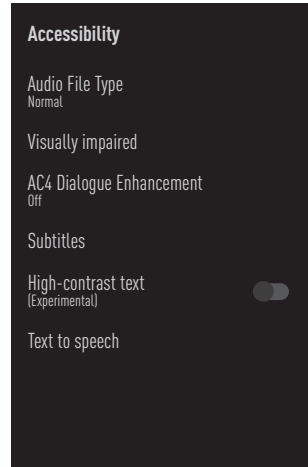 Accessibility
Audio File Type
Normal
Visually impaired
AC4 Dialogue Enhancement
Off
Subtitles
High-contrast text
(Experimental)
Text to speech